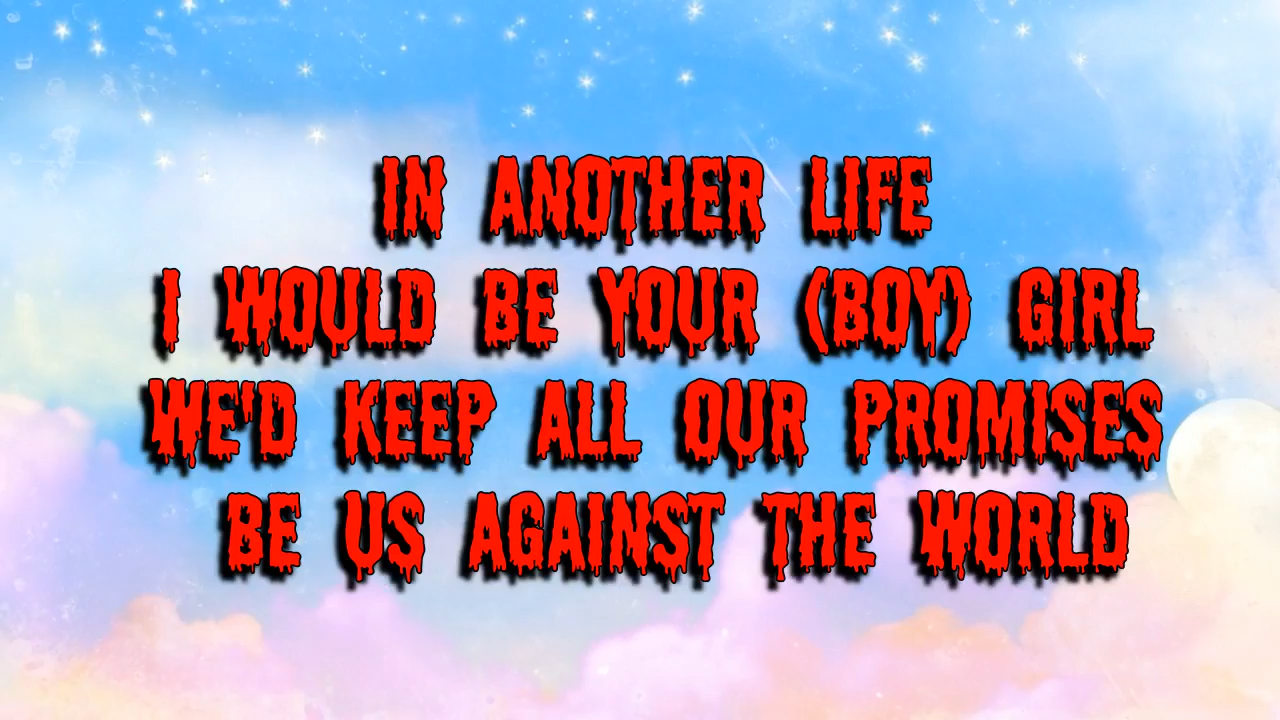 IN ANOTHER LIFE
I WOULD BE YOUR (BOY) GIRL
WE'D KEEP ALL OUR PROMISES
BE US AGAINST THE WORLD